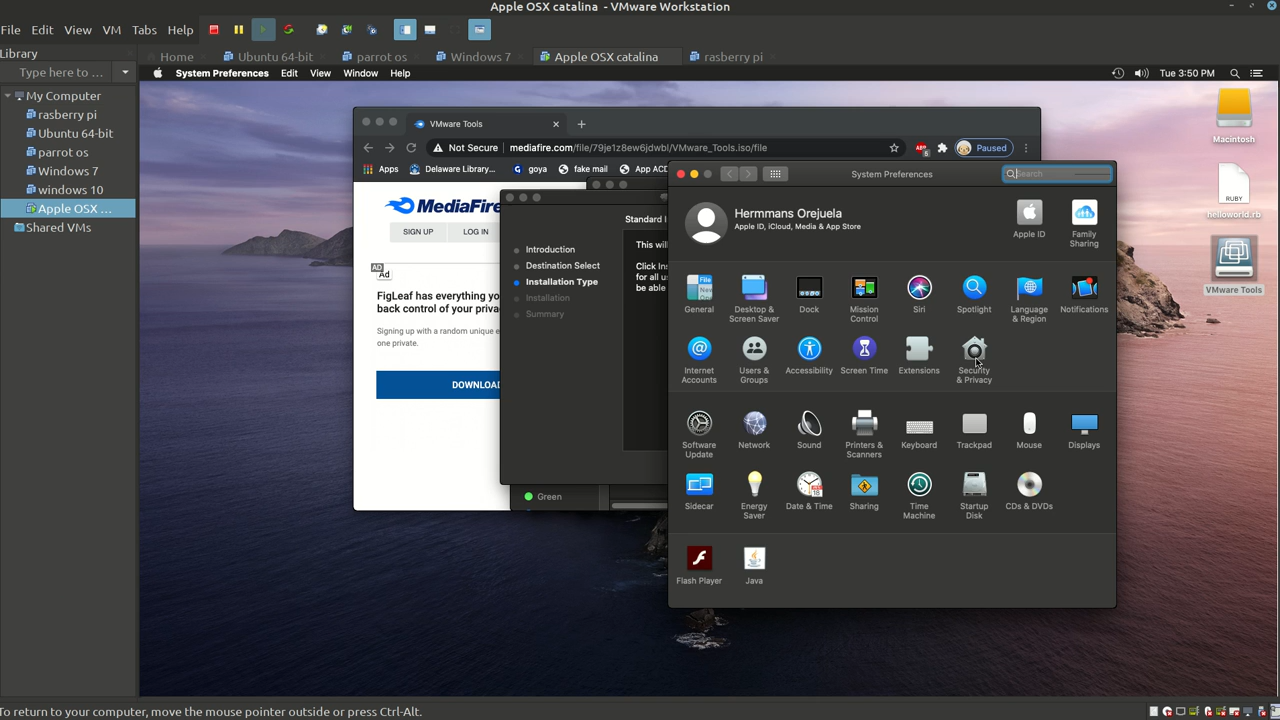 Apple OSX catalina - VMware Workstation
File Edit View VM Tabs Help
Library
Type here to ...
My Computer
rasberry pi
Ubuntu 64-bit
parrot os
Windows 7
windows 10
Apple OSX ...
Shared VMs
Home Ubuntu 64-bit parrot os Windows 7 Apple OSX catalina rasberry pi
System Preferences Edit View Window Help
Tue 3:50 PM
VMware Tools
Not Secure mediafire.com/file/79je1z8ew6jdwbl/VMware_Tools.iso/file
ABP
5
Paused
Apps Delaware Library... goya fake mail ACD
MediaFire
SIGN UP LOG IN
AD
Ad
FigLeaf has everything yo
back control of your privac
Signing up with a random unique e
one private.
DOWNLOAD
Standard I
Introduction
Destination Select
Installation Type
Installation
Summary
This will
Click Ins
for all u
be able
Green
System Preferences
Search
Hermmans Orejuela
Apple ID, iCloud, Media & App Store
Apple ID
Family
Sharing
File
New
General
Desktop &
Screen Saver
Dock
Mission
Control
Siri
Spotlight
Language
& Region
Notifications
Internet
Accounts
Users &
Groups
Accessibility
Screen Time
Extensions
Security
& Privacy
Software
Update
Network
Sound
Printers &
Scanners
Keyboard
Trackpad
Mouse
Displays
Sidecar
Energy
Saver
18
Date & Time
Sharing
Time
Machine
Startup
Disk
CDs & DVDs
Flash Player
Java
Macintosh
RUBY
helloworld.rb
VMware Tools
To return to your computer, move the mouse pointer outside or press Ctrl-Alt.